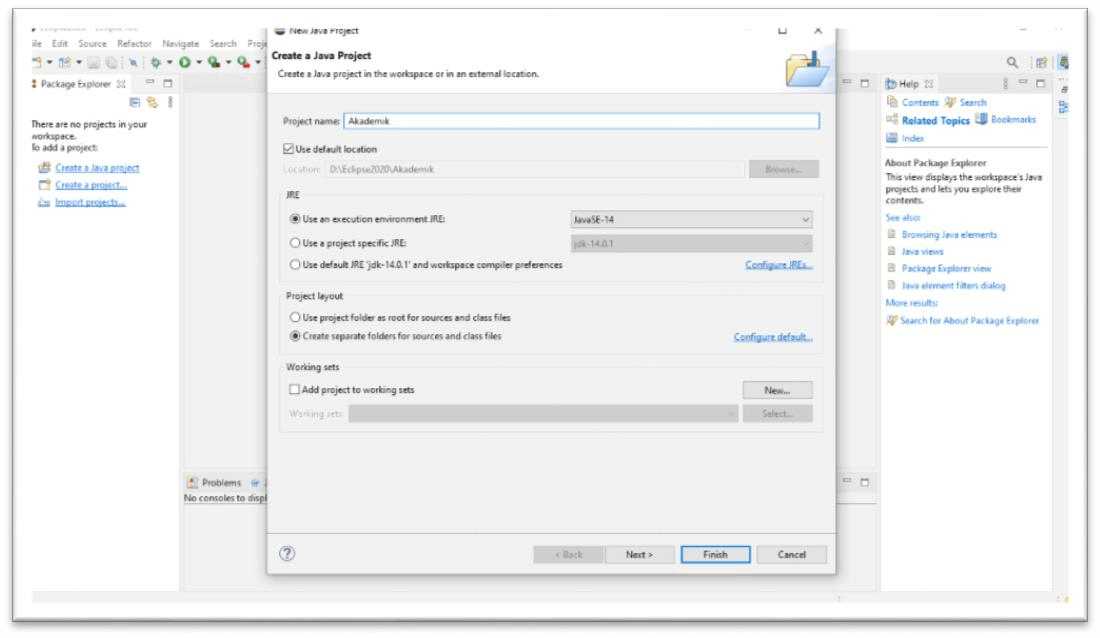 New Java Project
File Edit Source Refactor Navigate Search Proje
Package Explorer
There are no projects in your
workspace.
To add a project:
Create a Java project
Create a project...
Import projects...
Create a Java Project
Create a Java project in the workspace or in an external location.
Project name: Akademik
Use default location
Location: D:\Eclipse2020\Akademik Browse...
JRE
Use an execution environment JRE: JavaSE-14
Use a project specific JRE: jdk-14.0.1
Use default JRE 'jdk-14.0.1' and workspace compiler preferences Configure JREs...
Project layout
Use project folder as root for sources and class files
Create separate folders for sources and class files Configure default...
Working sets
Add project to working sets New...
Working sets: Select...
Problems
No consoles to displ
< Back Next > Finish Cancel
Help
Contents Search
Related Topics Bookmarks
Index
About Package Explorer
This view displays the workspace's Java
projects and lets you explore their
contents.
See also:
Browsing Java elements
Java views
Package Explorer view
Java element filters dialog
More results:
Search for About Package Explorer